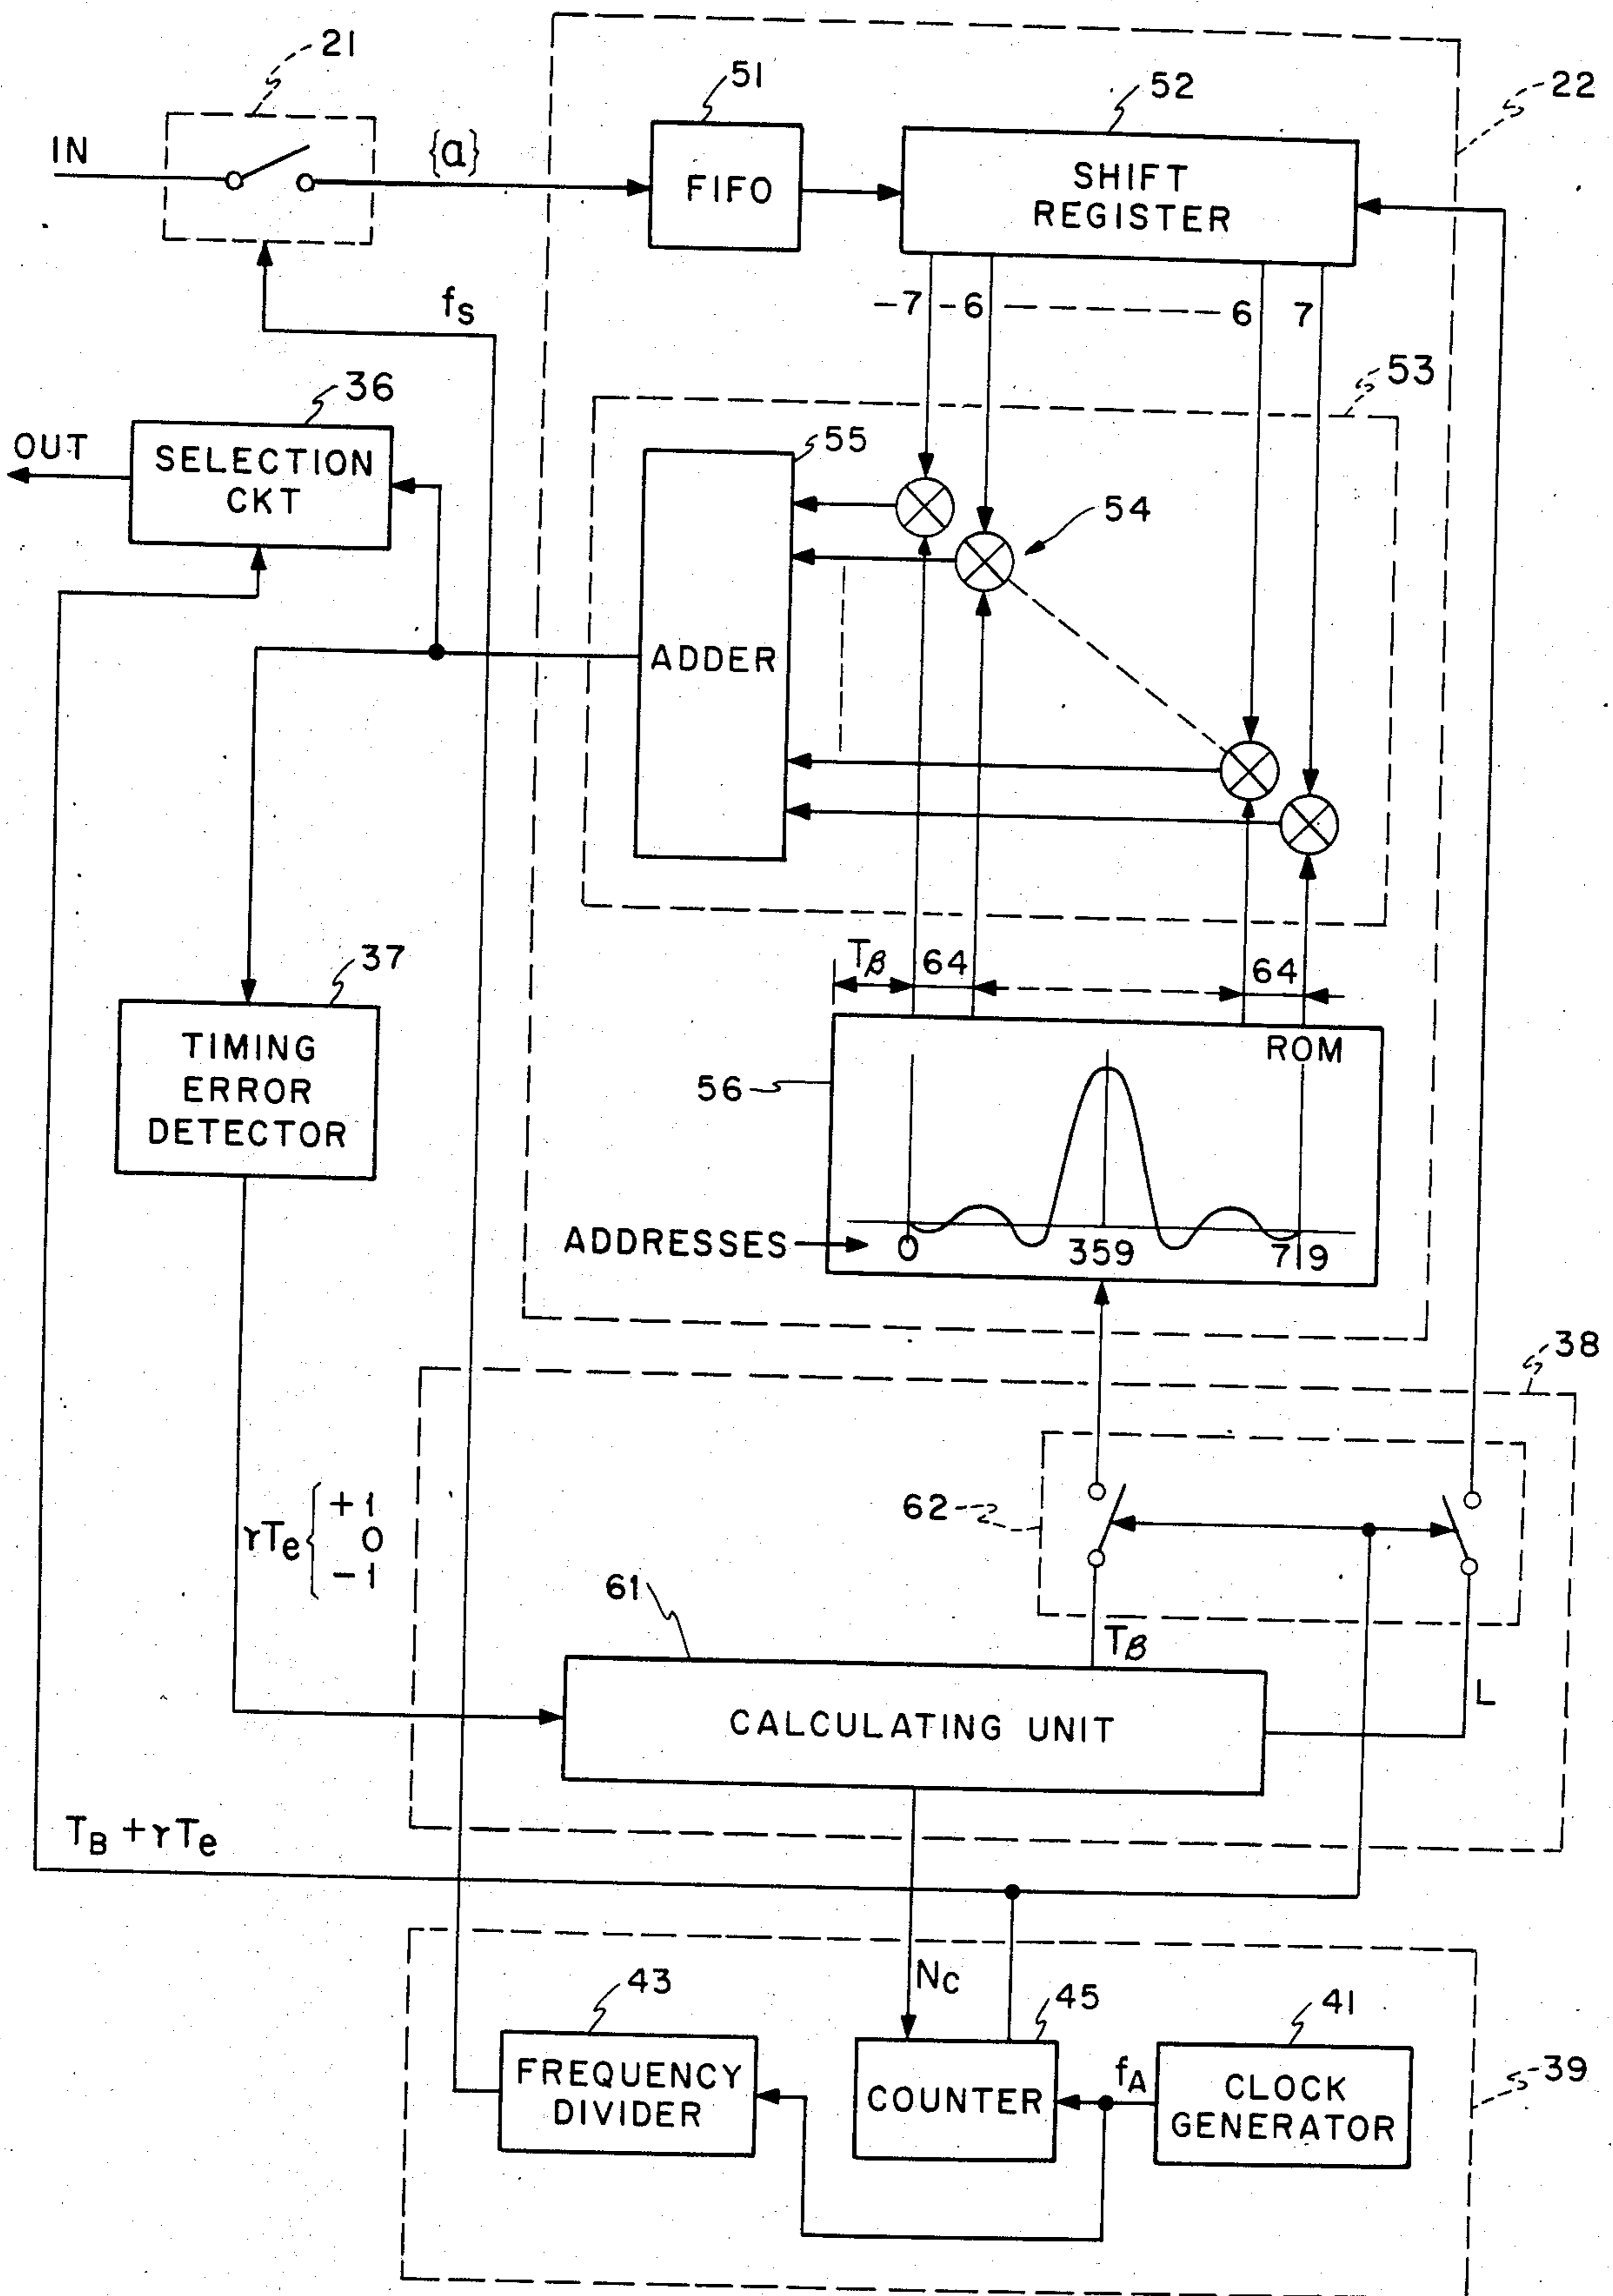 21
51
52
22
IN
{a}
FIFO
SHIFT
REGISTER
fs
-7 -6 6 7
53
36
OUT
SELECTION
CKT
55
54
ADDER
37
Tβ 64 64
TIMING
ERROR
DETECTOR
56
ROM
ADDRESSES
0 359 719
38
62
γTe { +1
0
-1
61
Tβ
L
CALCULATING UNIT
TB + γTe
Nc
43
45
41
39
fA
FREQUENCY
DIVIDER
COUNTER
CLOCK
GENERATOR